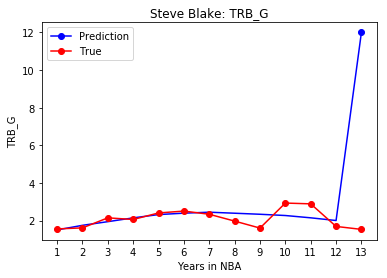 Steve Blake: TRB_G
Prediction
True
12
10
8
6
4
2
TRB_G
1 2 3 4 5 6 7 8 9 10 11 12 13
Years in NBA